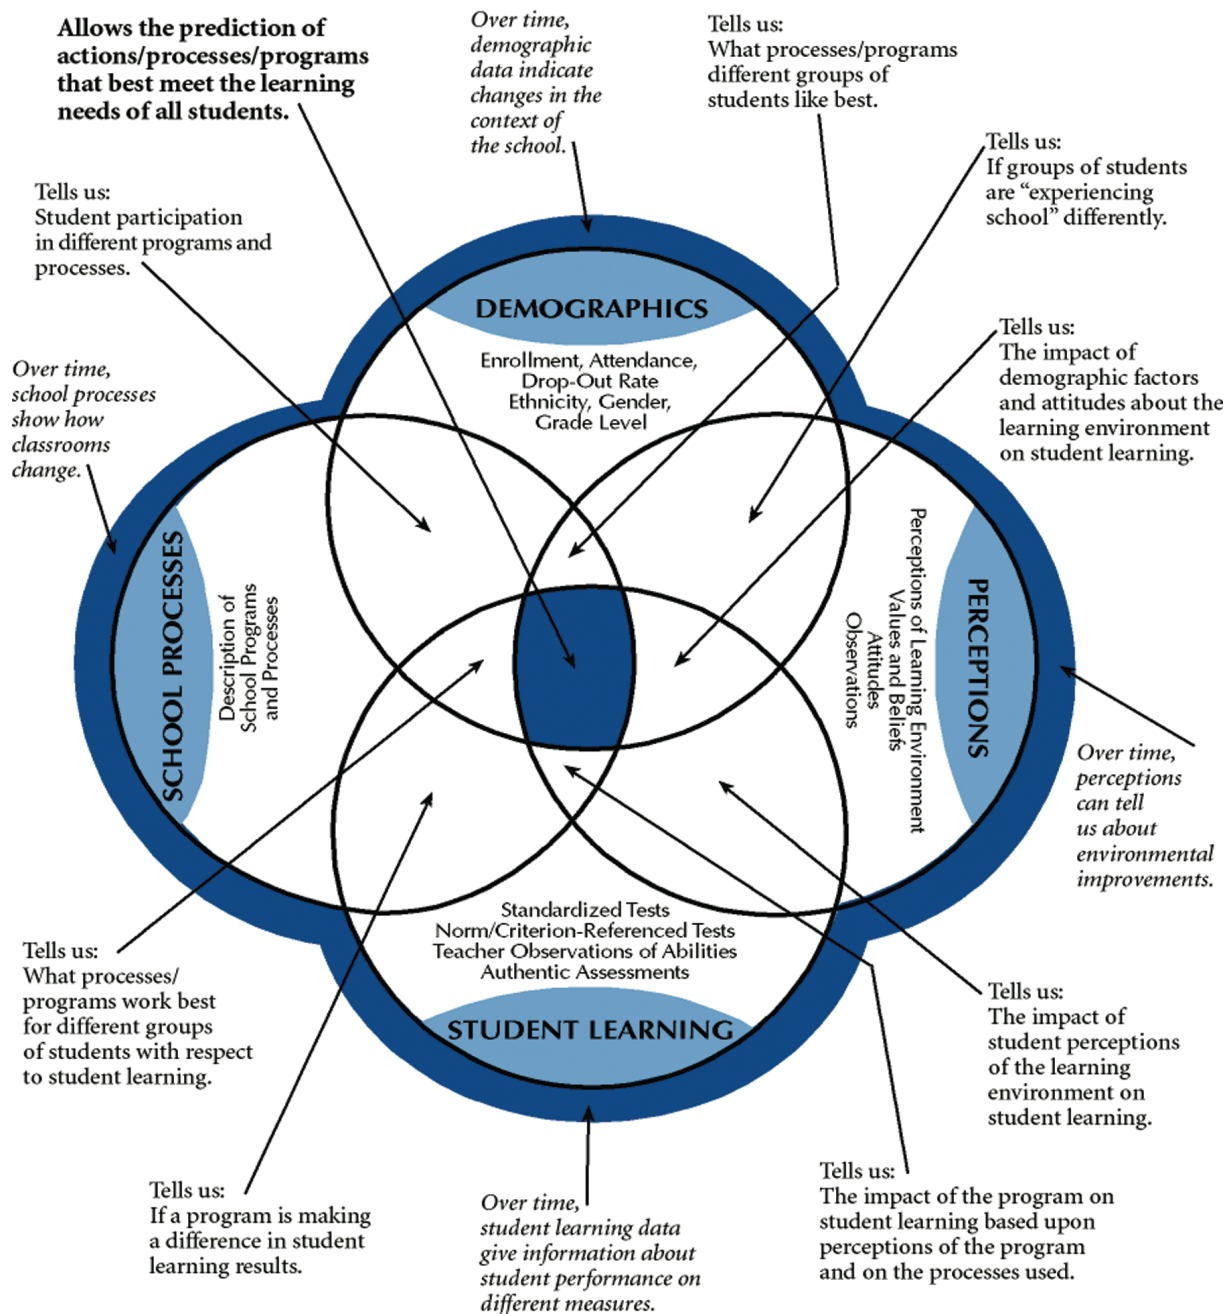 Allows the prediction of
actions/processes/programs
that best meet the learning
needs of all students.
Over time,
demographic
data indicate
changes in the
context of
the school.
Tells us:
What processes/programs
different groups of
students like best.
Tells us:
If groups of students
are “experiencing
school” differently.
Tells us:
Student participation
in different programs and
processes.
DEMOGRAPHICS
Enrollment, Attendance,
Drop-Out Rate
Ethnicity, Gender,
Grade Level
Tells us:
The impact of
demographic factors
and attitudes about the
learning environment
on student learning.
Over time,
school processes
show how
classrooms
change.
SCHOOL PROCESSES
Description of
School Programs
and Processes
PERCEPTIONS
Perceptions of Learning Environment
Values and Beliefs
Attitudes
Observations
Over time,
perceptions
can tell
us about
environmental
improvements.
Standardized Tests
Norm/Criterion-Referenced Tests
Teacher Observations of Abilities
Authentic Assessments
STUDENT LEARNING
Tells us:
What processes/
programs work best
for different groups
of students with respect
to student learning.
Tells us:
The impact of
student perceptions
of the learning
environment on
student learning.
Tells us:
If a program is making
a difference in student
learning results.
Over time,
student learning data
give information about
student performance on
different measures.
Tells us:
The impact of the program on
student learning based upon
perceptions of the program
and on the processes used.